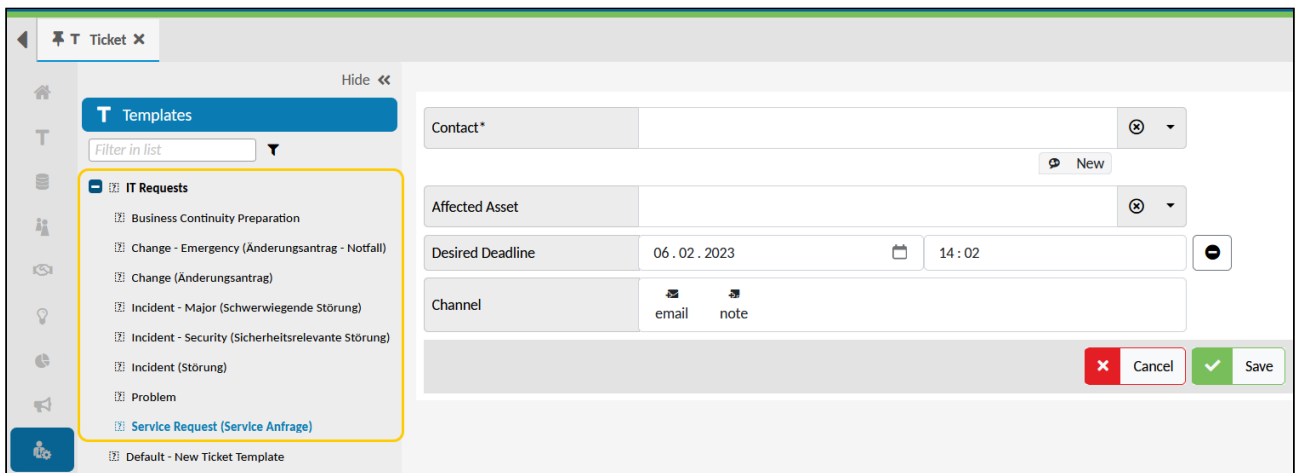 T Ticket
Hide
T Templates
Filter in list
IT Requests
Business Continuity Preparation
Change - Emergency (Änderungsantrag - Notfall)
Change (Änderungsantrag)
Incident - Major (Schwerwiegende Störung)
Incident - Security (Sicherheitsrelevante Störung)
Incident (Störung)
Problem
Service Request (Service Anfrage)
Default - New Ticket Template
Contact*
New
Affected Asset
Desired Deadline 06.02.2023 14:02
Channel email note
Cancel Save